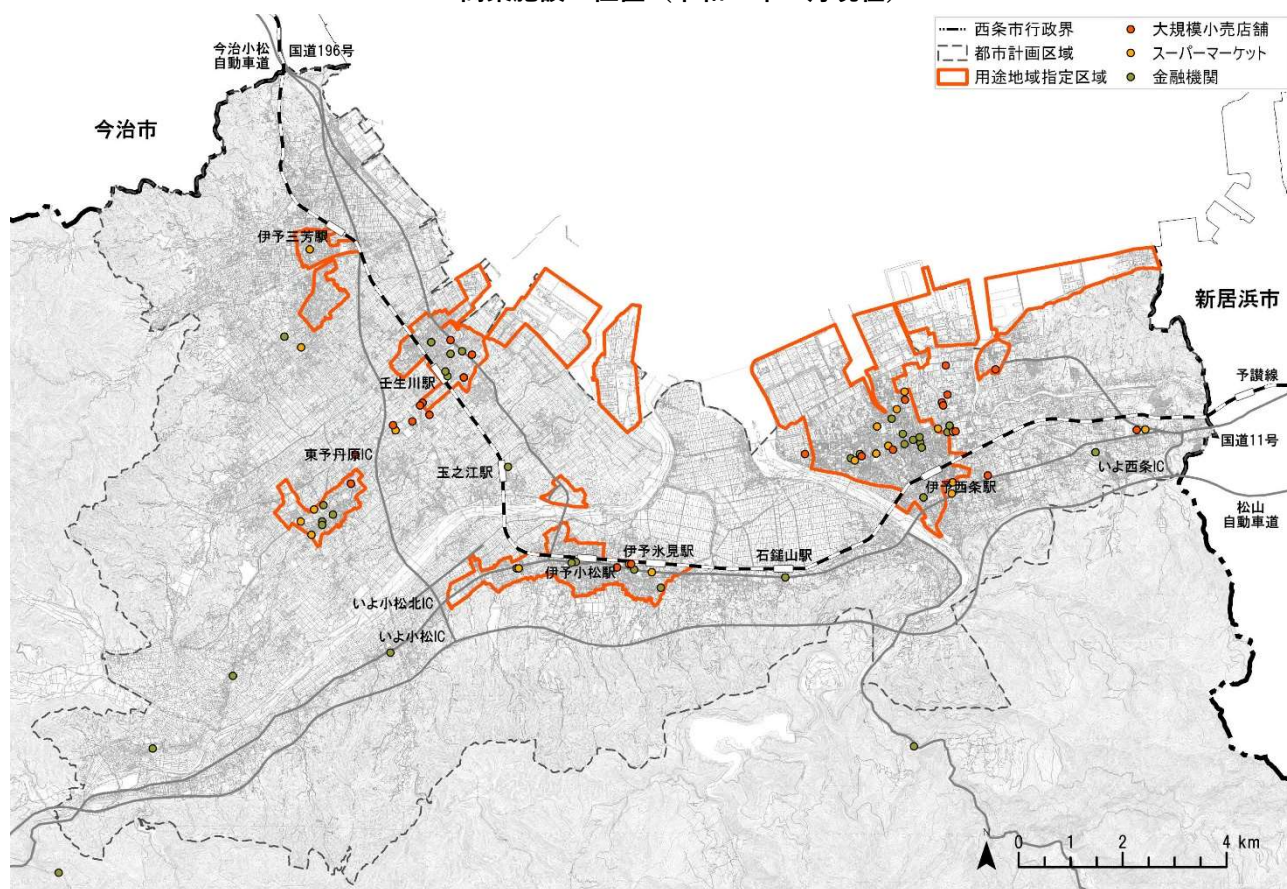 西条市行政界
大規模小売店舗
都市計画区域
スーパーマーケット
用途地域指定区域
金融機関
今治小松
自動車道
国道196号
今治市
伊予三芳駅
新居浜市
壬生川駅
予讃線
国道11号
東予丹原IC
玉之江駅
いよ西条IC
伊予西条駅
松山
自動車道
伊予氷見駅
石鎚山駅
伊予小松駅
いよ小松北IC
いよ小松IC
0 1 2 4 km